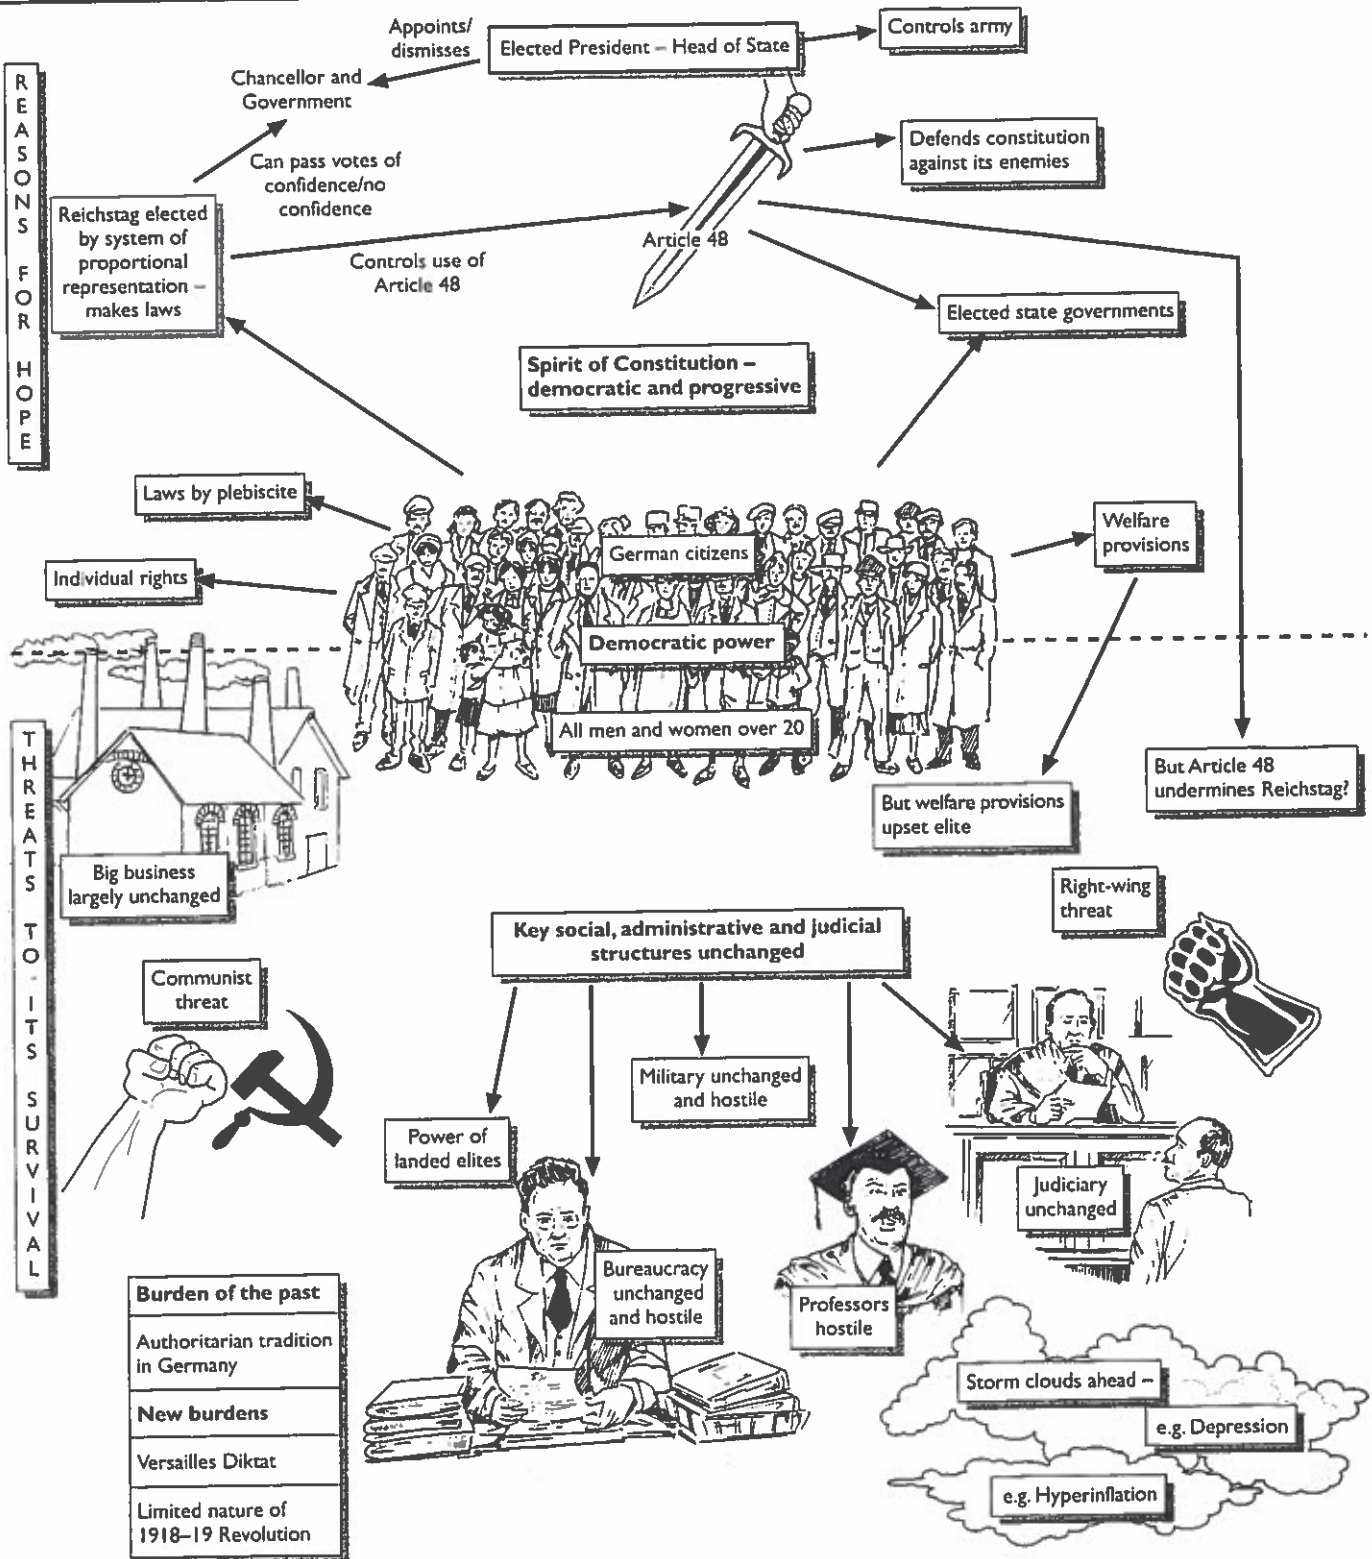 Appoints/
dismisses
Elected President – Head of State
Controls army
Chancellor and
Government
REASONS FOR HOPE
Can pass votes of
confidence/no
confidence
Defends constitution
against its enemies
Reichstag elected
by system of
proportional
representation –
makes laws
Article 48
Controls use of
Article 48
Elected state governments
Spirit of Constitution –
democratic and progressive
Laws by plebiscite
German citizens
Welfare
provisions
Individual rights
Democratic power
All men and women over 20
THREATS TO ITS SURVIVAL
But Article 48
undermines Reichstag?
But welfare provisions
upset elite
Big business
largely unchanged
Right-wing
threat
Key social, administrative and judicial
structures unchanged
Communist
threat
Military unchanged
and hostile
Power of
landed elites
Judiciary
unchanged
Bureaucracy
unchanged
and hostile
Professors
hostile
Burden of the past
Authoritarian tradition
in Germany
New burdens
Versailles Diktat
Limited nature of
1918–19 Revolution
Storm clouds ahead –
e.g. Depression
e.g. Hyperinflation